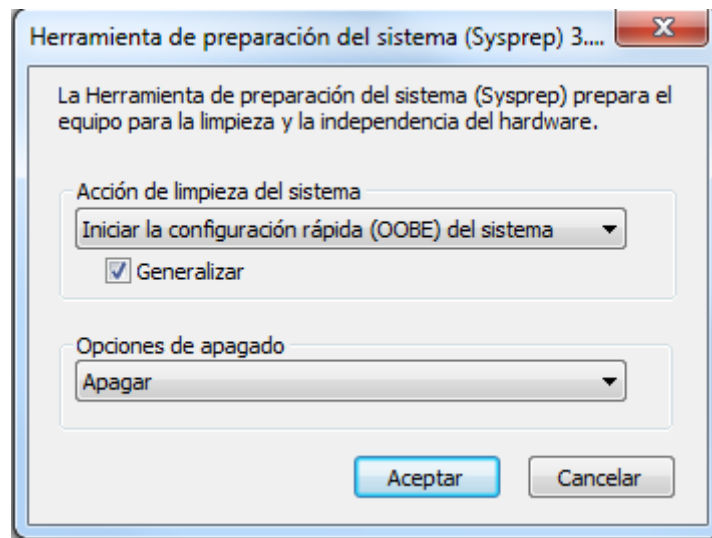 Herramienta de preparación del sistema (Sysprep) 3....
La Herramienta de preparación del sistema (Sysprep) prepara el
equipo para la limpieza y la independencia del hardware.
Acción de limpieza del sistema
Iniciar la configuración rápida (OOBE) del sistema
Generalizar
Opciones de apagado
Apagar
Aceptar Cancelar